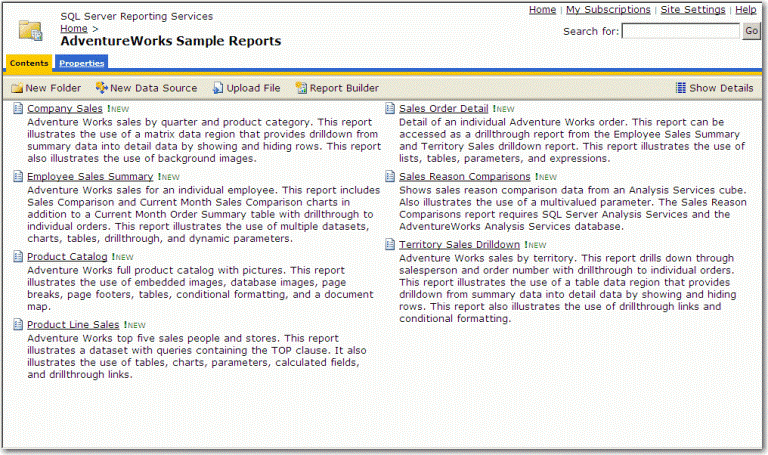 SQL Server Reporting Services
Home | My Subscriptions | Site Settings | Help
Home >
AdventureWorks Sample Reports
Search for:
Go
Contents
Properties
New Folder
New Data Source
Upload File
Report Builder
Show Details
Company Sales !NEW
Adventure Works sales by quarter and product category. This report
illustrates the use of a matrix data region that provides drilldown from
summary data into detail data by showing and hiding rows. This report
also illustrates the use of background images.
Employee Sales Summary !NEW
Adventure Works sales for an individual employee. This report includes
Sales Comparison and Current Month Sales Comparison charts in
addition to a Current Month Order Summary table with drillthrough to
individual orders. This report illustrates the use of multiple datasets,
charts, tables, drillthrough, and dynamic parameters.
Product Catalog !NEW
Adventure Works full product catalog with pictures. This report
illustrates the use of embedded images, database images, page
breaks, page footers, tables, conditional formatting, and a document
map.
Product Line Sales !NEW
Adventure Works top five sales people and stores. This report
illustrates a dataset with queries containing the TOP clause. It also
illustrates the use of tables, charts, parameters, calculated fields,
and drillthrough links.
Sales Order Detail !NEW
Detail of an individual Adventure Works order. This report can be
accessed as a drillthrough report from the Employee Sales Summary
and Territory Sales drilldown report. This report illustrates the use of
lists, tables, parameters, and expressions.
Sales Reason Comparisons !NEW
Shows sales reason comparison data from an Analysis Services cube.
Also illustrates the use of a multivalued parameter. The Sales Reason
Comparisons report requires SQL Server Analysis Services and the
AdventureWorks Analysis Services database.
Territory Sales Drilldown !NEW
Adventure Works sales by territory. This report drills down through
salesperson and order number with drillthrough to individual orders.
This report illustrates the use of a table data region that provides
drilldown from summary data into detail data by showing and hiding
rows. This report also illustrates the use of drillthrough links and
conditional formatting.